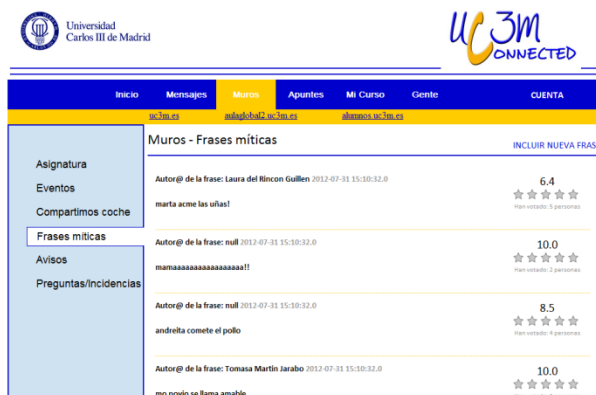 Universidad
Carlos III de Madrid
UC3M
CONNECTED
Inicio Mensajes Muros Apuntes Mi Curso Gente CUENTA
uc3m.es aulaglobal2.uc3m.es alumnos.uc3m.es
Muros - Frases míticas
INCLUIR NUEVA FRAS
Asignatura
Eventos
Compartimos coche
Frases míticas
Avisos
Preguntas/Incidencias
Autor@ de la frase: Laura del Rincon Guillen 2012-07-31 15:10:32.0
marta acme las uñas!
6.4
Han votado: 5 personas
Autor@ de la frase: null 2012-07-31 15:10:32.0
mamaaaaaaaaaaaaaaaaa!!
10.0
Han votado: 2 personas
Autor@ de la frase: null 2012-07-31 15:10:32.0
andreita comete el pollo
8.5
Han votado: 4 personas
Autor@ de la frase: Tomasa Martin Jarabo 2012-07-31 15:10:32.0
mo novio se llama amable
10.0